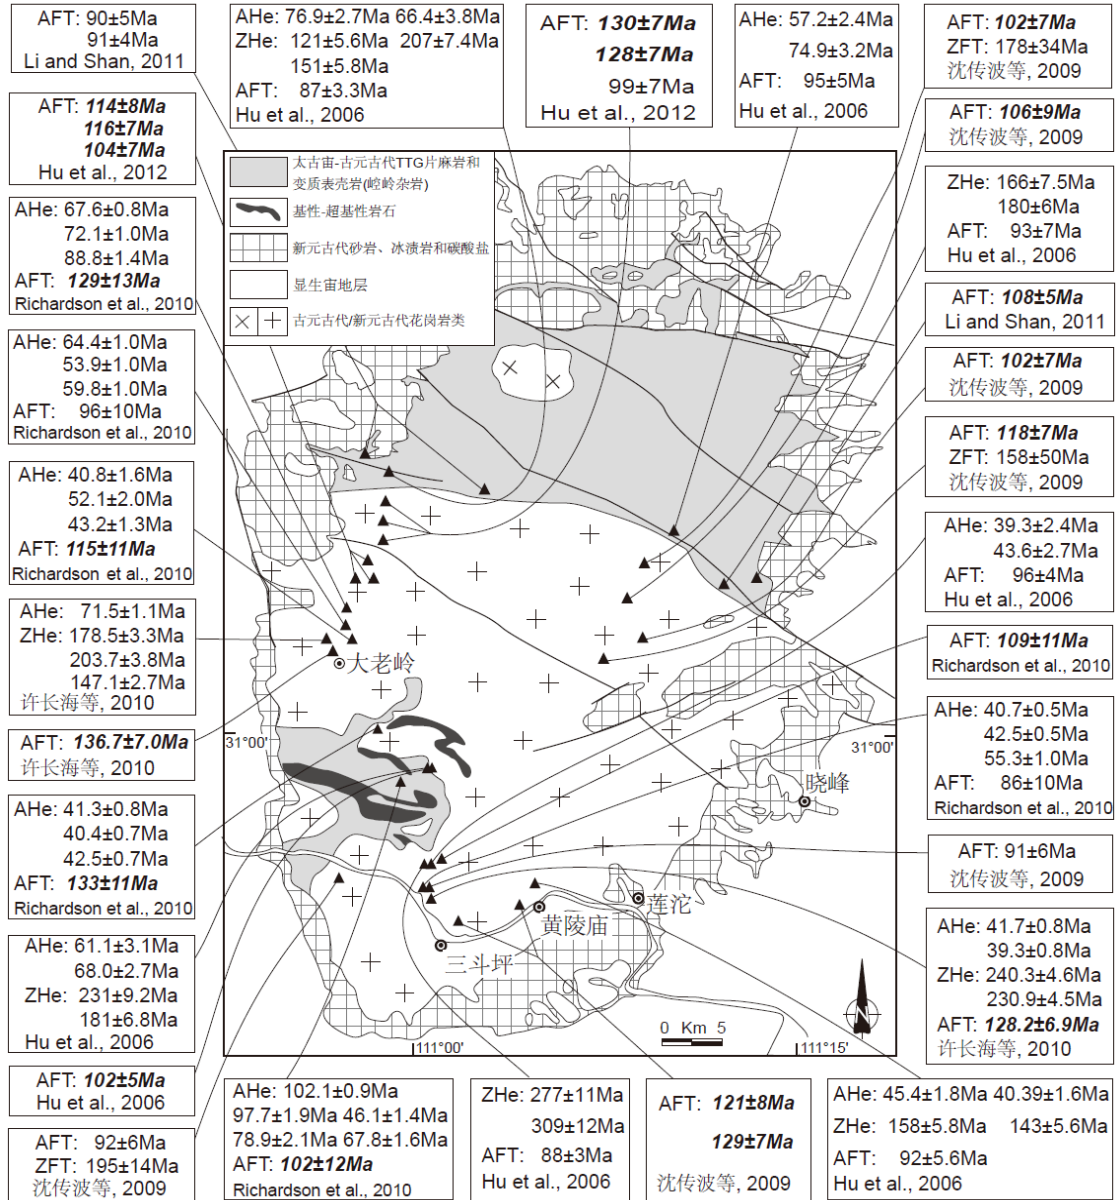 AFT: 90±5Ma
91±4Ma
Li and Shan, 2011
AHe: 76.9±2.7Ma 66.4±3.8Ma
ZHe: 121±5.6Ma 207±7.4Ma
151±5.8Ma
AFT: 87±3.3Ma
Hu et al., 2006
AFT: 130±7Ma
128±7Ma
99±7Ma
Hu et al., 2012
AHe: 57.2±2.4Ma
74.9±3.2Ma
AFT: 95±5Ma
Hu et al., 2006
AFT: 102±7Ma
ZFT: 178±34Ma
沈传波等, 2009
AFT: 114±8Ma
116±7Ma
104±7Ma
Hu et al., 2012
AHe: 67.6±0.8Ma
72.1±1.0Ma
88.8±1.4Ma
AFT: 129±13Ma
Richardson et al., 2010
AHe: 64.4±1.0Ma
53.9±1.0Ma
59.8±1.0Ma
AFT: 96±10Ma
Richardson et al., 2010
AHe: 40.8±1.6Ma
52.1±2.0Ma
43.2±1.3Ma
AFT: 115±11Ma
Richardson et al., 2010
AHe: 71.5±1.1Ma
ZHe: 178.5±3.3Ma
203.7±3.8Ma
147.1±2.7Ma
许长海等, 2010
AFT: 136.7±7.0Ma
许长海等, 2010
AHe: 41.3±0.8Ma
40.4±0.7Ma
42.5±0.7Ma
AFT: 133±11Ma
Richardson et al., 2010
AHe: 61.1±3.1Ma
68.0±2.7Ma
ZHe: 231±9.2Ma
181±6.8Ma
Hu et al., 2006
AFT: 102±5Ma
Hu et al., 2006
AFT: 92±6Ma
ZFT: 195±14Ma
沈传波等, 2009
太古宙-古元古代TTG片麻岩和
变质表壳岩(崆岭杂岩)
基性-超基性岩石
新元古代砂岩、冰渍岩和碳酸盐
显生宙地层
古元古代/新元古代花岗岩类
大老岭
31°00'
31°00'
晓峰
莲沱
黄陵庙
三斗坪
N
0 Km 5
111°00'
111°15'
AFT: 106±9Ma
沈传波等, 2009
ZHe: 166±7.5Ma
180±6Ma
AFT: 93±7Ma
Hu et al., 2006
AFT: 108±5Ma
Li and Shan, 2011
AFT: 102±7Ma
沈传波等, 2009
AFT: 118±7Ma
ZFT: 158±50Ma
沈传波等, 2009
AHe: 39.3±2.4Ma
43.6±2.7Ma
AFT: 96±4Ma
Hu et al., 2006
AFT: 109±11Ma
Richardson et al., 2010
AHe: 40.7±0.5Ma
42.5±0.5Ma
55.3±1.0Ma
AFT: 86±10Ma
Richardson et al., 2010
AFT: 91±6Ma
沈传波等, 2009
AHe: 41.7±0.8Ma
39.3±0.8Ma
ZHe: 240.3±4.6Ma
230.9±4.5Ma
AFT: 128.2±6.9Ma
许长海等, 2010
AHe: 102.1±0.9Ma
97.7±1.9Ma 46.1±1.4Ma
78.9±2.1Ma 67.8±1.6Ma
AFT: 102±12Ma
Richardson et al., 2010
ZHe: 277±11Ma
309±12Ma
AFT: 88±3Ma
Hu et al., 2006
AFT: 121±8Ma
129±7Ma
沈传波等, 2009
AHe: 45.4±1.8Ma 40.39±1.6Ma
ZHe: 158±5.8Ma 143±5.6Ma
AFT: 92±5.6Ma
Hu et al., 2006